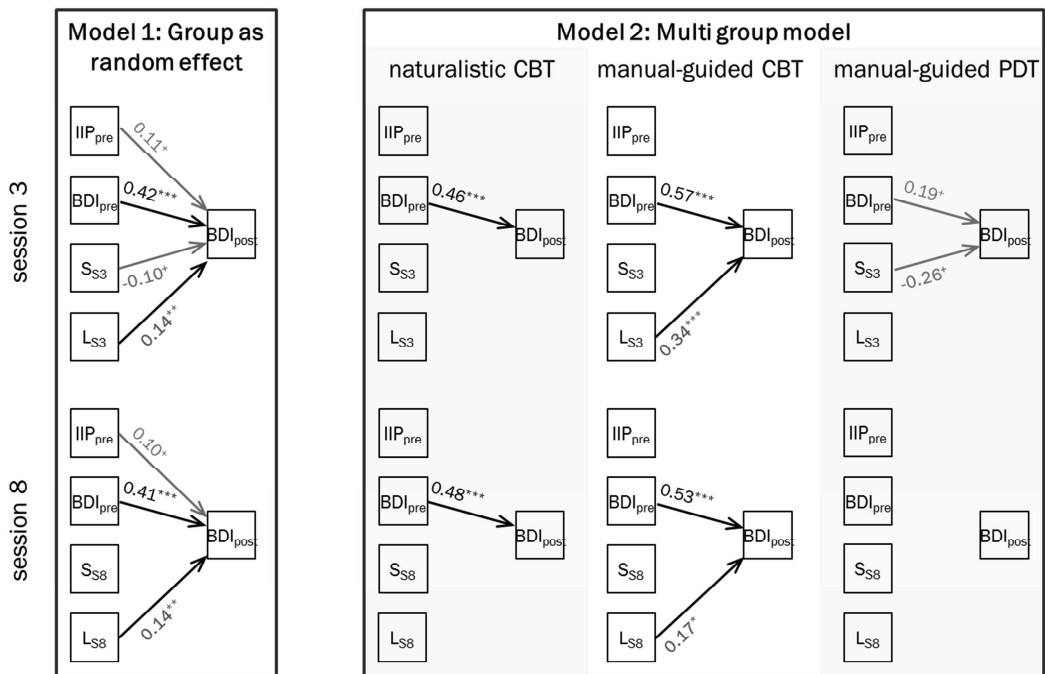 Model 1: Group as
random effect
Model 2: Multi group model
naturalistic CBT
manual-guided CBT
manual-guided PDT
session 3
IIPpre
0.11+
BDIpre
0.42***
SS3
-0.10+
LS3
0.14**
BDIpost
IIPpre
BDIpre
0.46***
SS3
LS3
BDIpost
IIPpre
BDIpre
0.57***
SS3
LS3
0.34***
BDIpost
IIPpre
BDIpre
0.19+
SS3
-0.26+
LS3
BDIpost
session 8
IIPpre
0.10+
BDIpre
0.41***
SS8
LS8
0.14**
BDIpost
IIPpre
BDIpre
0.48***
SS8
LS8
BDIpost
IIPpre
BDIpre
0.53***
SS8
LS8
0.17*
BDIpost
IIPpre
BDIpre
SS8
LS8
BDIpost